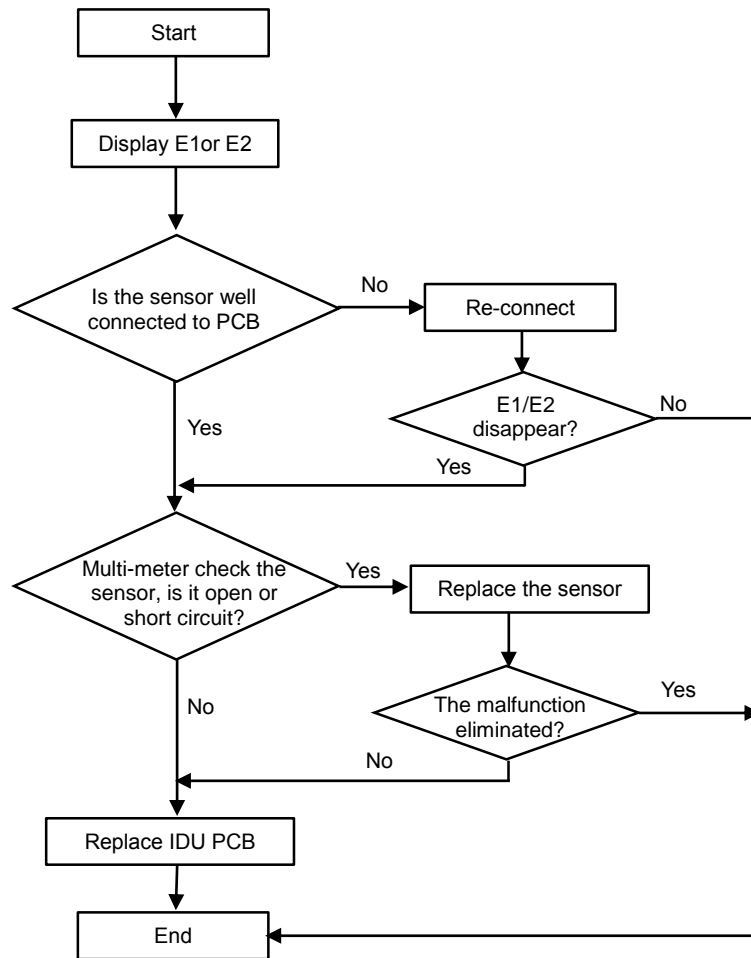 Start
Display E1or E2
Is the sensor well
connected to PCB
No
Re-connect
E1/E2
disappear?
No
Yes
Yes
Multi-meter check the
sensor, is it open or
short circuit?
Yes
Replace the sensor
The malfunction
eliminated?
Yes
No
No
Replace IDU PCB
End